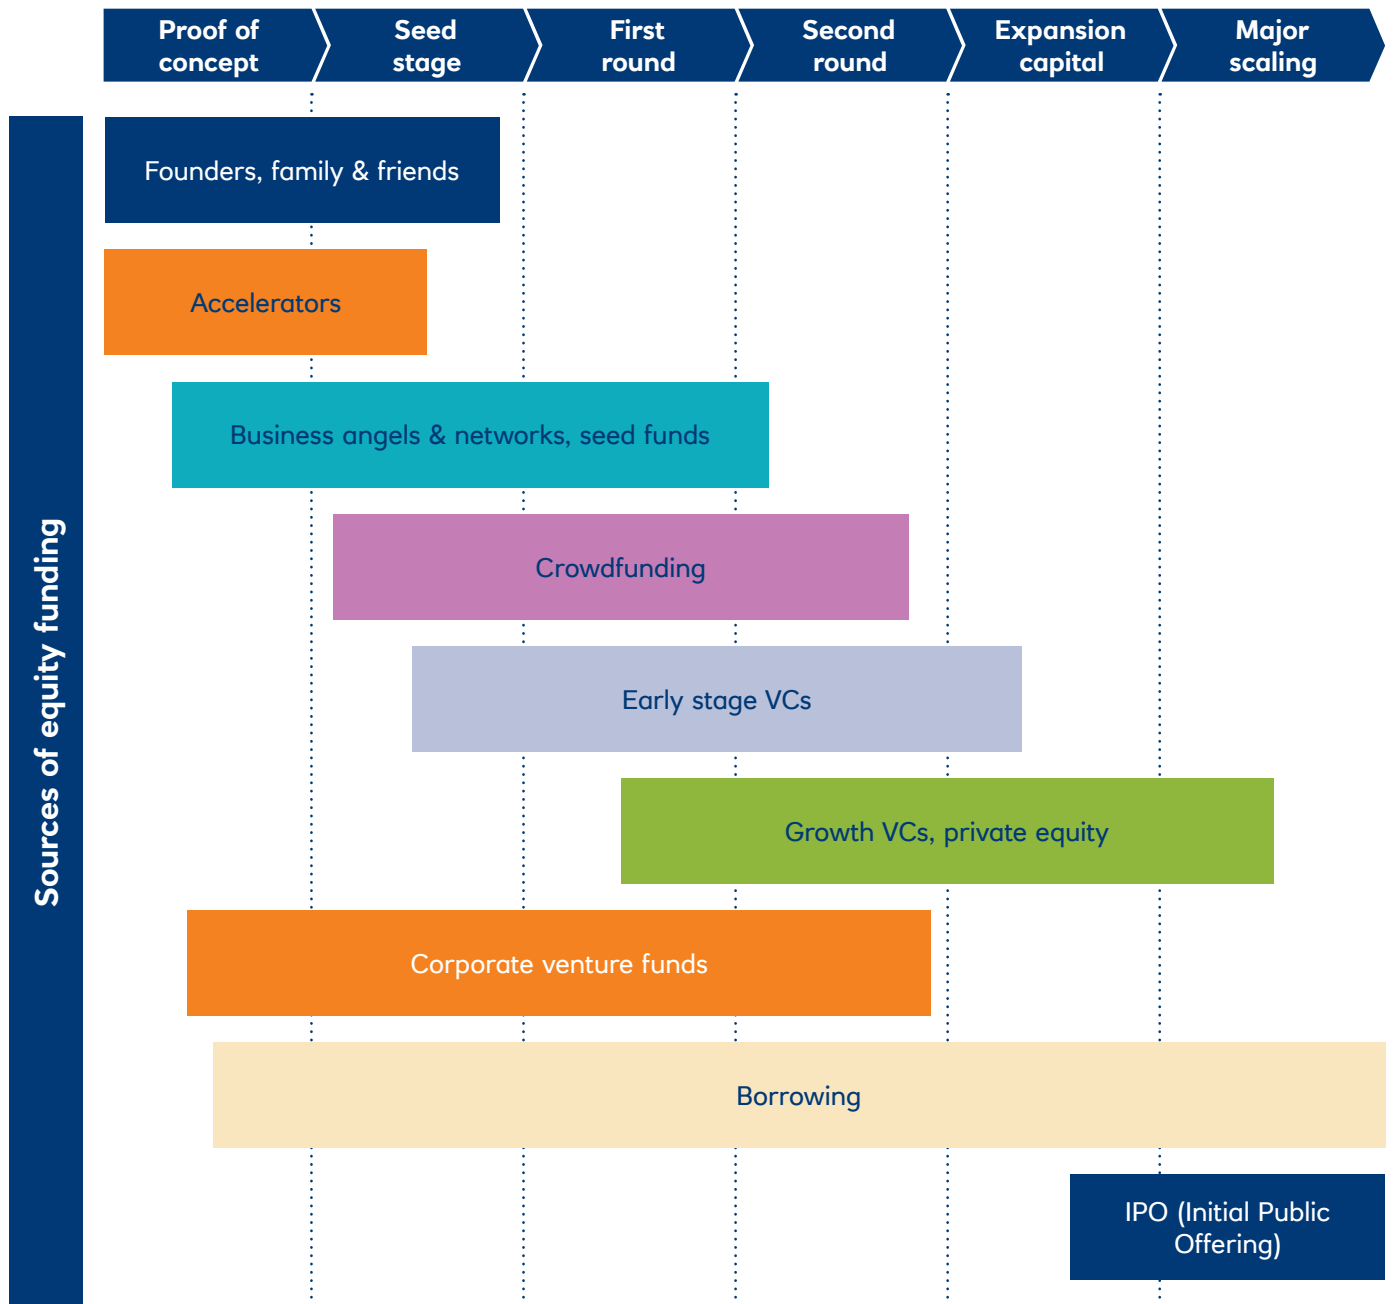 Proof of
concept
Seed
stage
First
round
Second
round
Expansion
capital
Major
scaling
Sources of equity funding
Founders, family & friends
Accelerators
Business angels & networks, seed funds
Crowdfunding
Early stage VCs
Growth VCs, private equity
Corporate venture funds
Borrowing
IPO (Initial Public
Offering)